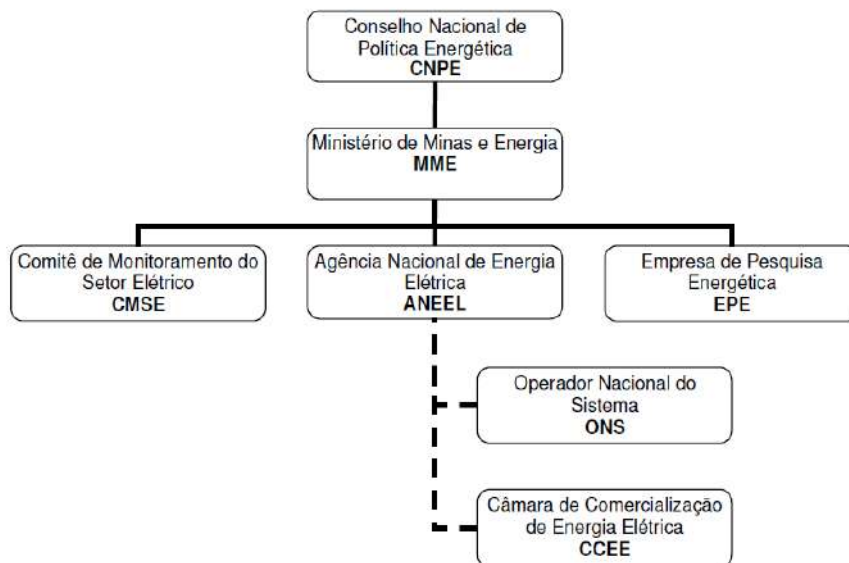 Conselho Nacional de
Política Energética
CNPE
Ministério de Minas e Energia
MME
Comitê de Monitoramento do
Setor Elétrico
CMSE
Agência Nacional de Energia
Elétrica
ANEEL
Empresa de Pesquisa
Energética
EPE
Operador Nacional do
Sistema
ONS
Câmara de Comercialização
de Energia Elétrica
CCEE